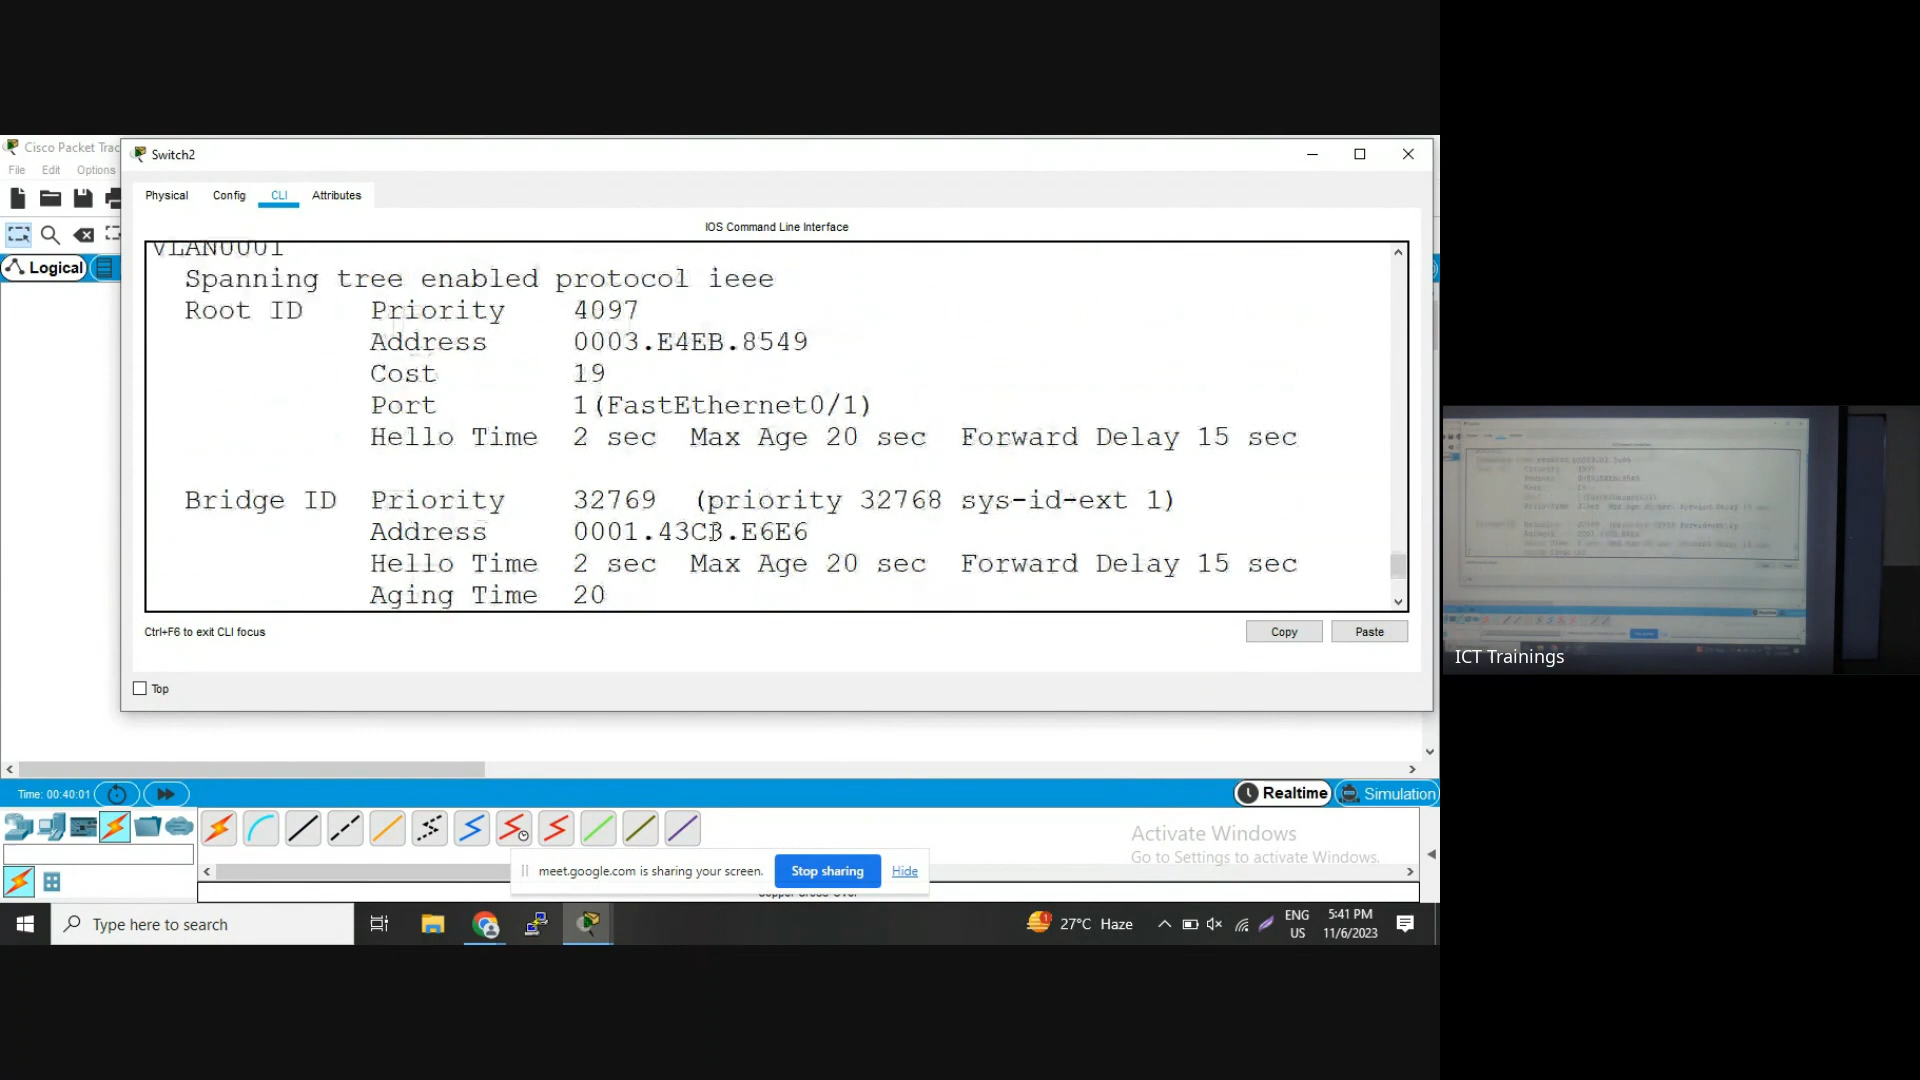 Cisco Packet Trac
File Edit Options
Logical
Switch2
Physical Config CLI Attributes
IOS Command Line Interface
VLAN0001
Spanning tree enabled protocol ieee
Root ID Priority 4097
Address 0003.E4EB.8549
Cost 19
Port 1(FastEthernet0/1)
Hello Time 2 sec Max Age 20 sec Forward Delay 15 sec
Bridge ID Priority 32769 (priority 32768 sys-id-ext 1)
Address 0001.43CB.E6E6
Hello Time 2 sec Max Age 20 sec Forward Delay 15 sec
Aging Time 20
Ctrl+F6 to exit CLI focus
Copy Paste
Top
Time: 00:40:01
Realtime Simulation
Activate Windows
Go to Settings to activate Windows.
meet.google.com is sharing your screen. Stop sharing Hide
Type here to search
27°C Haze
ENG
US
5:41 PM
11/6/2023
ICT Trainings